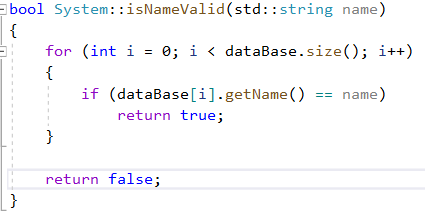 bool System::isNameValid(std::string name)
{
    for (int i = 0; i < dataBase.size(); i++)
    {
        if (dataBase[i].getName() == name)
            return true;
    }
    return false;
}